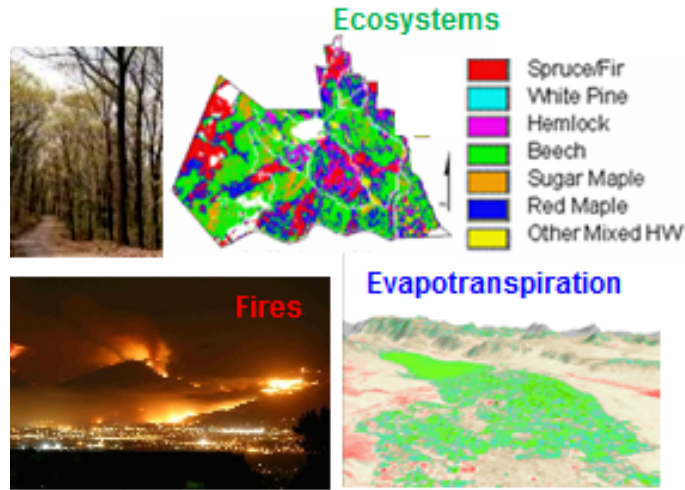 Ecosystems
Spruce/Fir
White Pine
Hemlock
Beech
Sugar Maple
Red Maple
Other Mixed HW
Fires
Evapotranspiration